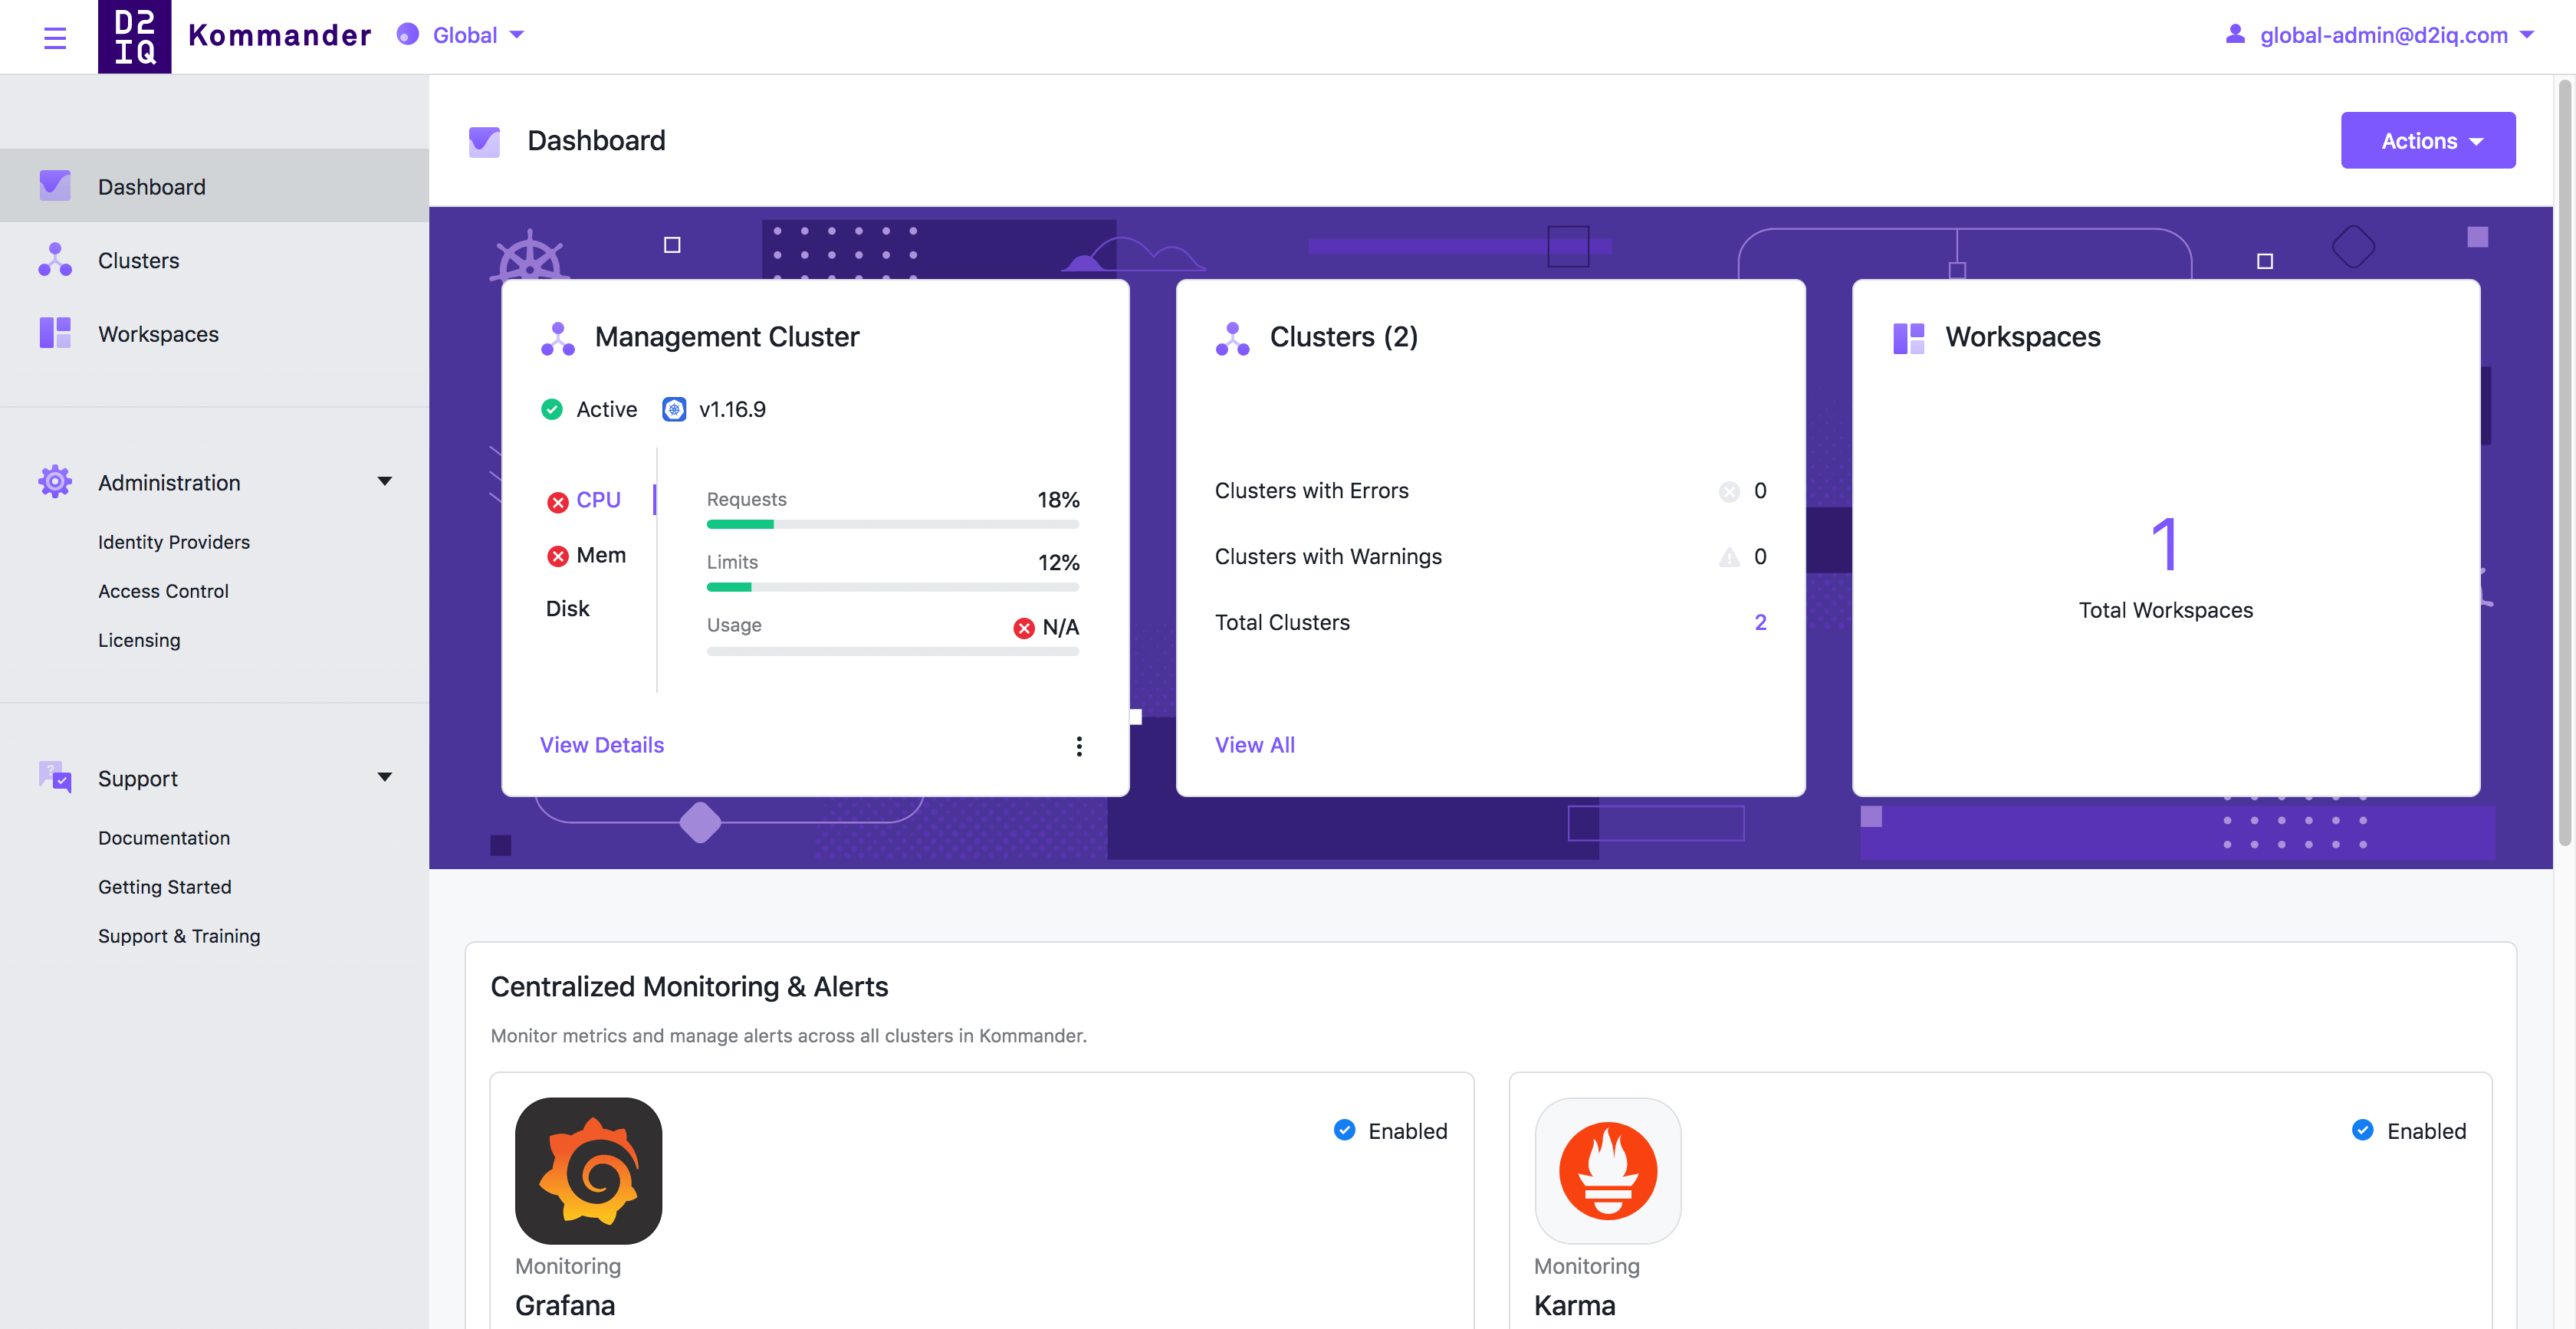 D2
IQ
Kommander
Global
global-admin@d2iq.com
Dashboard
Clusters
Workspaces
Administration
Identity Providers
Access Control
Licensing
Support
Documentation
Getting Started
Support & Training
Dashboard
Actions
Management Cluster
Active
v1.16.9
CPU
Mem
Disk
Requests 18%
Limits 12%
Usage N/A
View Details
Clusters (2)
Clusters with Errors 0
Clusters with Warnings 0
Total Clusters 2
View All
Workspaces
1
Total Workspaces
Centralized Monitoring & Alerts
Monitor metrics and manage alerts across all clusters in Kommander.
Enabled
Monitoring
Grafana
Enabled
Monitoring
Karma